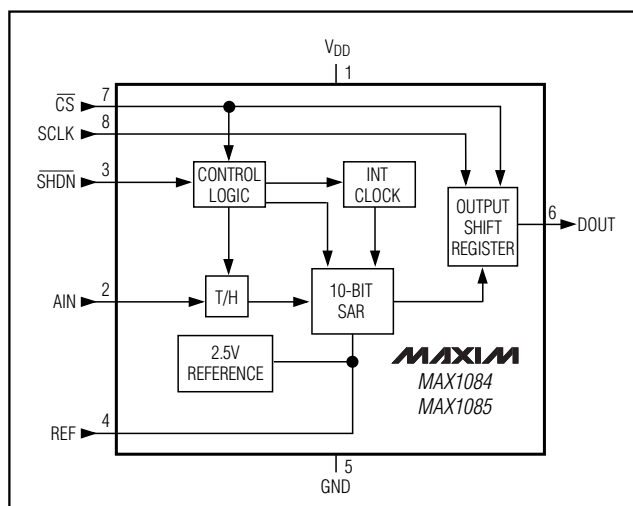 VDD
1
CS
7
SCLK
8
SHDN
3
CONTROL
LOGIC
INT
CLOCK
OUTPUT
SHIFT
REGISTER
6
DOUT
AIN
2
T/H
10-BIT
SAR
2.5V
REFERENCE
MAXIM
MAX1084
MAX1085
REF
4
5
GND